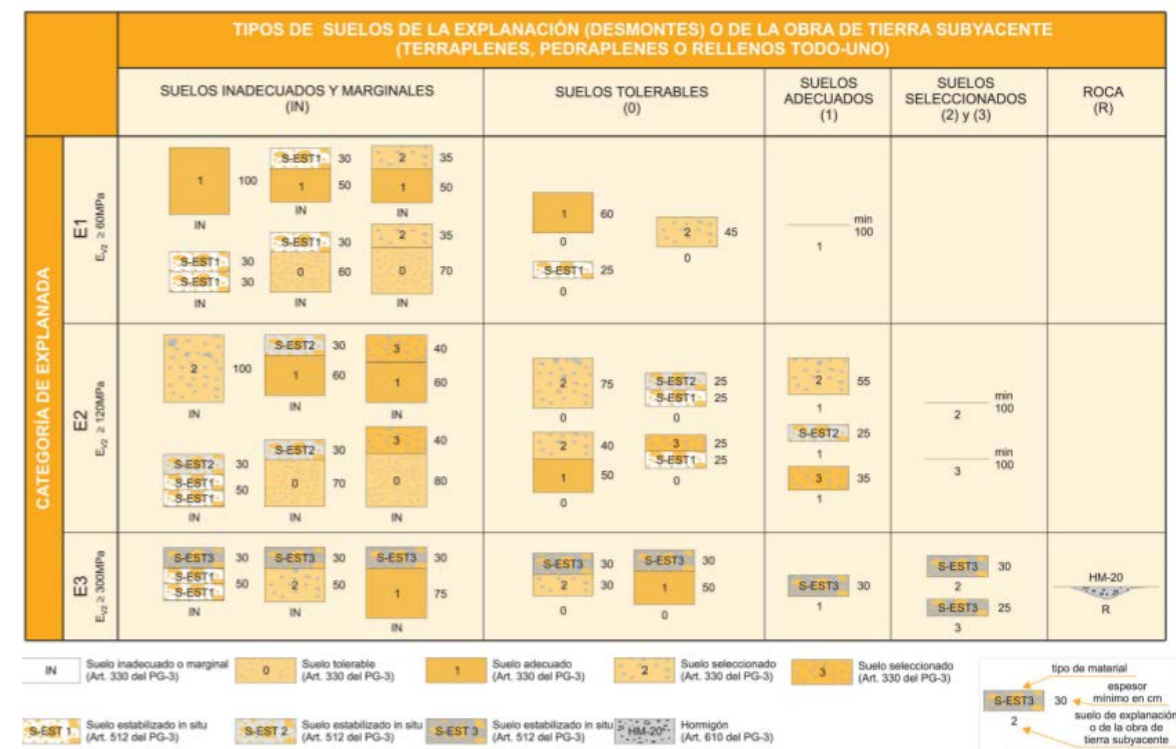 TIPOS DE SUELOS DE LA EXPLANACIÓN (DESMONTES) O DE LA OBRA DE TIERRA SUBYACENTE
(TERRAPLENES, PEDRAPLENES O RELLENOS TODO-UNO)
SUELOS INADECUADOS Y MARGINALES
(IN)
SUELOS TOLERABLES
(0)
SUELOS
ADECUADOS
(1)
SUELOS
SELECCIONADOS
(2) y (3)
ROCA
(R)
CATEGORÍA DE EXPLANADA
E1
EV2 ≥ 60MPa
1 100
IN
S-EST1 30
1 50
IN
2 35
1 50
IN
S-EST1 30
S-EST1 30
IN
S-EST1 30
0 60
IN
2 35
0 70
IN
1 60
0
2 45
0
S-EST1 25
0
min
100
1
E2
EV2 ≥ 120MPa
2 100
IN
S-EST2 30
1 60
IN
3 40
1 60
IN
S-EST2 30
S-EST1 50
S-EST1
IN
S-EST2 30
0 70
IN
3 40
0 80
IN
2 75
0
S-EST2 25
S-EST1 25
0
2 40
1 50
0
3 25
S-EST1 25
0
2 55
1
S-EST2 25
1
3 35
1
min
100
2
min
100
3
E3
EV2 ≥ 300MPa
S-EST3 30
S-EST1 50
S-EST1
IN
S-EST3 30
2 50
IN
S-EST3 30
1 75
IN
S-EST3 30
2 30
0
S-EST3 30
1 50
0
S-EST3 30
1
S-EST3 30
2
S-EST3 25
3
HM-20
R
IN Suelo inadecuado o marginal
(Art. 330 del PG-3)
0 Suelo tolerable
(Art. 330 del PG-3)
1 Suelo adecuado
(Art. 330 del PG-3)
2 Suelo seleccionado
(Art. 330 del PG-3)
3 Suelo seleccionado
(Art. 330 del PG-3)
S-EST 1 Suelo estabilizado in situ
(Art. 512 del PG-3)
S-EST 2 Suelo estabilizado in situ
(Art. 512 del PG-3)
S-EST 3 Suelo estabilizado in situ
(Art. 512 del PG-3)
HM-20 Hormigón
(Art. 610 del PG-3)
tipo de material
S-EST3 30
espesor
mínimo en cm
2
suelo de explanación
o de la obra de
tierra subyacente